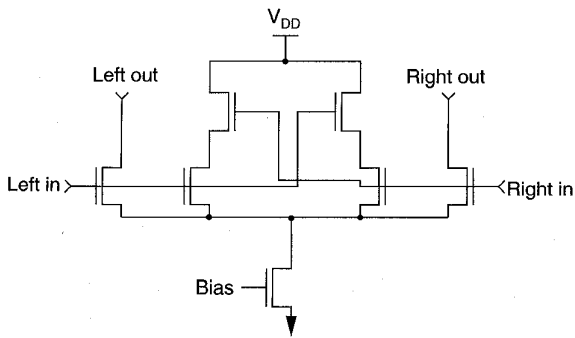 V_DD
Left out
Right out
Left in
Right in
Bias